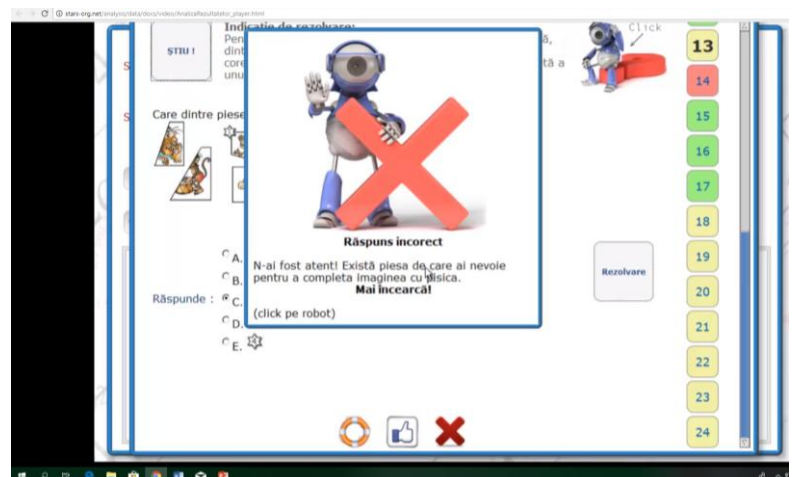 stars-org.net/analysis/data/docs/video/AnalizaRezultatelor_player.html
Indicație de rezolvare:
ȘTIU !
Pen
dint
core
unu
ă,
tă a
Click
Care dintre piese
Răspuns incorect
N-ai fost atent! Există piesa de care ai nevoie
pentru a completa imaginea cu pisica.
Mai încearcă!
(click pe robot)
Răspunde :
A.
B.
C.
D.
E.
Rezolvare
13
14
15
16
17
18
19
20
21
22
23
24